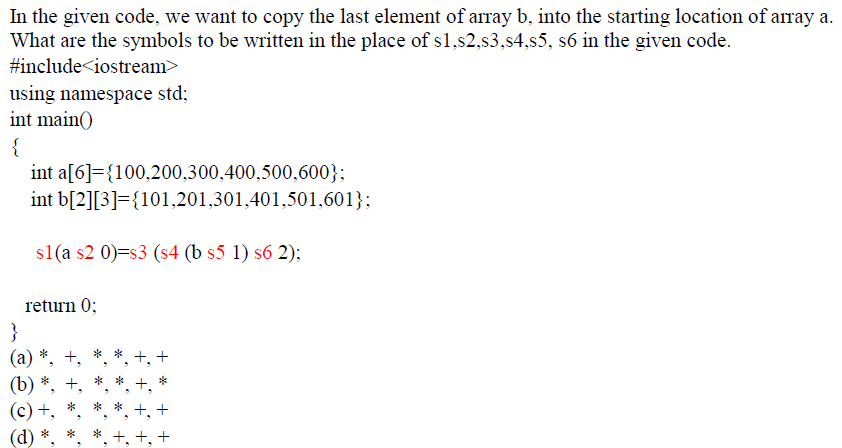 In the given code, we want to copy the last element of array b, into the starting location of array a.
What are the symbols to be written in the place of s1,s2,s3,s4,s5, s6 in the given code.
#include<iostream>
using namespace std;
int main()
{
int a[6]={100,200,300,400,500,600};
int b[2][3]={101,201,301,401,501,601};
s1(a s2 0)=s3 (s4 (b s5 1) s6 2);
return 0;
}
(a) *, +, *, *, +, +
(b) *, +, *, *, +, *
(c) +, *, *, *, +, +
(d) *, *, *, +, +, +